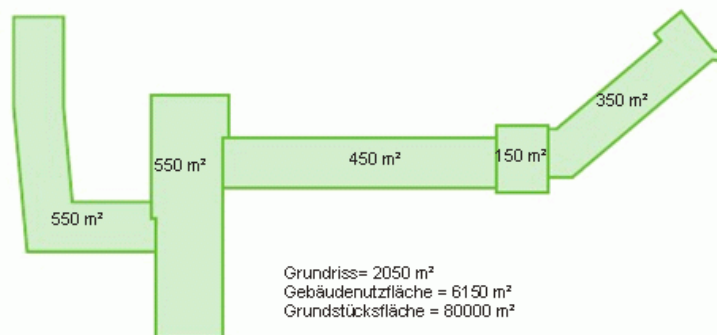 350 m²
550 m²
450 m²
150 m²
550 m²
Grundriss= 2050 m²
Gebäudenutzfläche = 6150 m²
Grundstücksfläche = 80000 m²